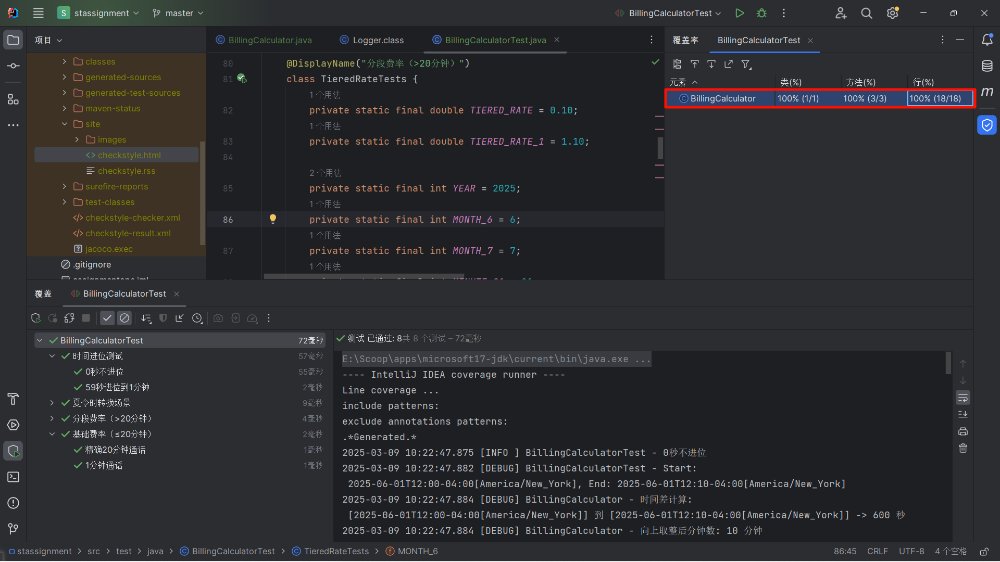 S stassignment master BillingCalculatorTest
项目
classes
generated-sources
generated-test-sources
maven-status
site
images
checkstyle.html
checkstyle.rss
surefire-reports
test-classes
checkstyle-checker.xml
checkstyle-result.xml
jacoco.exec
.gitignore
BillingCalculator.java Logger.class BillingCalculatorTest.java
80 @DisplayName("分段费率（>20分钟）")
81 class TieredRateTests {
1 个用法
82 private static final double TIERED_RATE = 0.10;
1 个用法
83 private static final double TIERED_RATE_1 = 1.10;
84
2 个用法
85 private static final int YEAR = 2025;
1 个用法
86 private static final int MONTH_6 = 6;
1 个用法
87 private static final int MONTH_7 = 7;
1 个用法
覆盖率 BillingCalculatorTest
元素 类(%) 方法(%) 行(%)
BillingCalculator 100% (1/1) 100% (3/3) 100% (18/18)
m
覆盖 BillingCalculatorTest
BillingCalculatorTest 72毫秒
时间进位测试 57毫秒
0秒不进位 55毫秒
59秒进位到1分钟 2毫秒
夏令时转换场景 9毫秒
分段费率（>20分钟） 4毫秒
基础费率（≤20分钟） 2毫秒
精确20分钟通话 1毫秒
1分钟通话 1毫秒
测试 已通过: 8共 8 个测试 – 72毫秒
E:\Scoop\apps\microsoft17-jdk\current\bin\java.exe ...
---- IntelliJ IDEA coverage runner ----
Line coverage ...
include patterns:
exclude annotations patterns:
.*Generated.*
2025-03-09 10:22:47.875 [INFO ] BillingCalculatorTest - 0秒不进位
2025-03-09 10:22:47.882 [DEBUG] BillingCalculatorTest - Start:
2025-06-01T12:00-04:00[America/New_York], End: 2025-06-01T12:10-04:00[America/New_York]
2025-03-09 10:22:47.884 [DEBUG] BillingCalculator - 时间差计算:
[2025-06-01T12:00-04:00[America/New_York]] 到 [2025-06-01T12:10-04:00[America/New_York]] -> 600 秒
2025-03-09 10:22:47.884 [DEBUG] BillingCalculator - 向上取整后分钟数: 10 分钟
stassignment > src > test > java > BillingCalculatorTest > TieredRateTests > MONTH_6 86:45 CRLF UTF-8 4 个空格